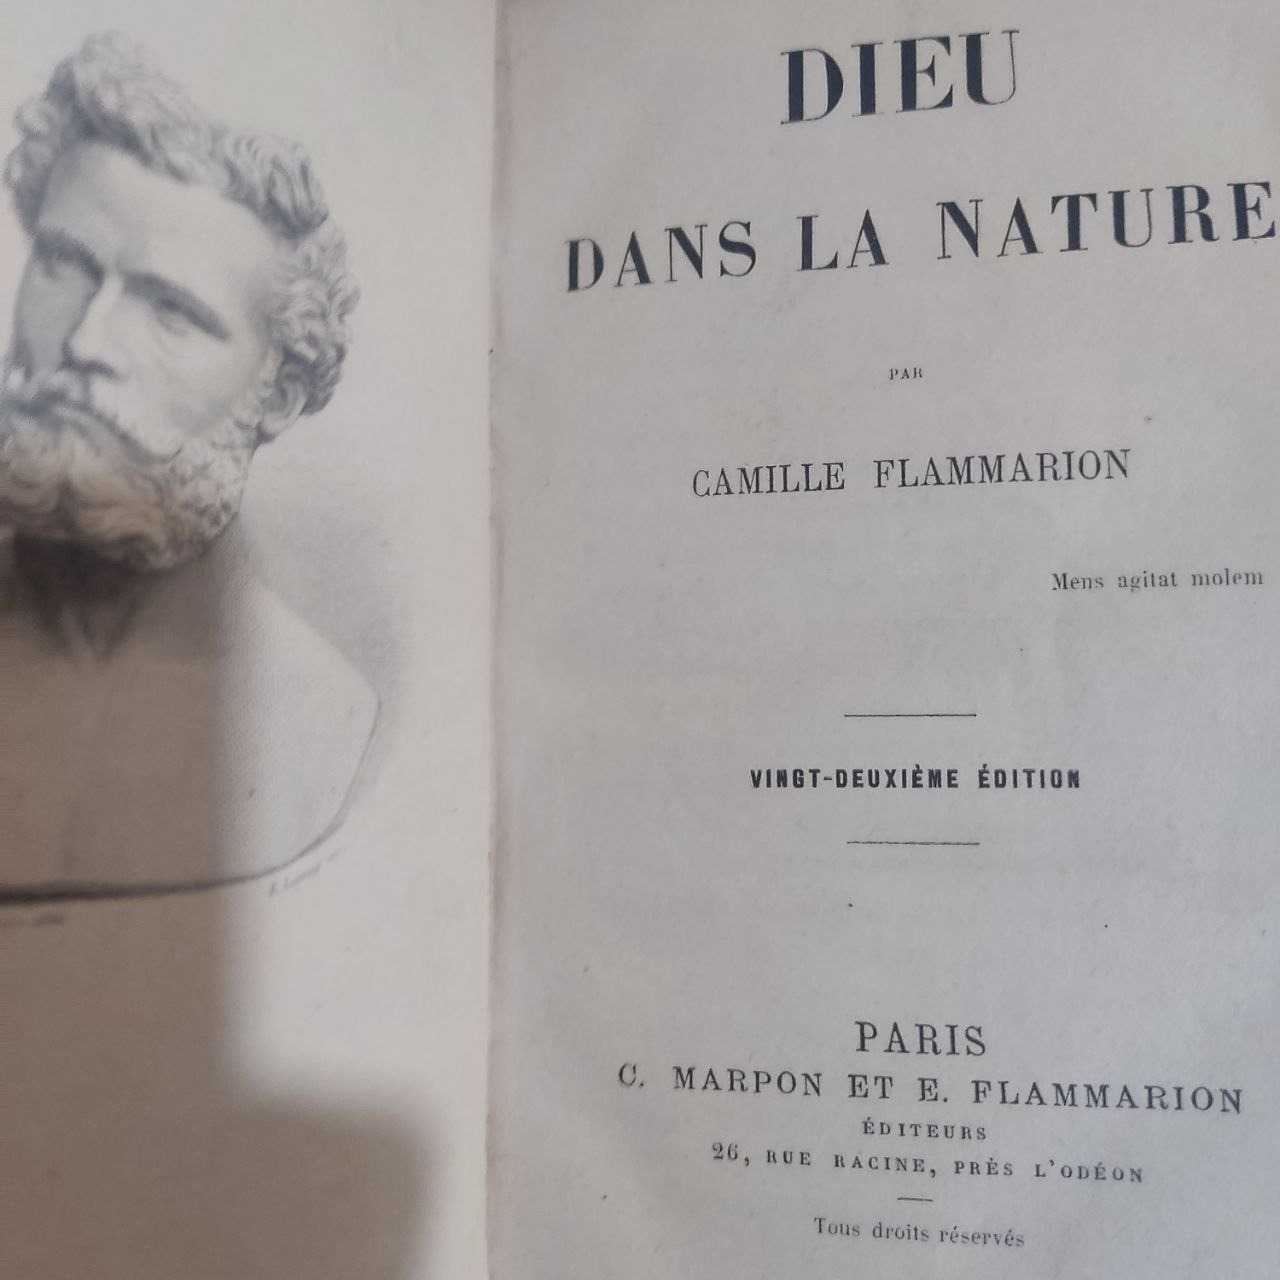 DIEU
DANS LA NATURE
PAR
CAMILLE FLAMMARION
Mens agitat molem
VINGT-DEUXIÈME ÉDITION
PARIS
C. MARPON ET E. FLAMMARION
ÉDITEURS
26, RUE RACINE, PRÈS L'ODÉON
Tous droits réservés